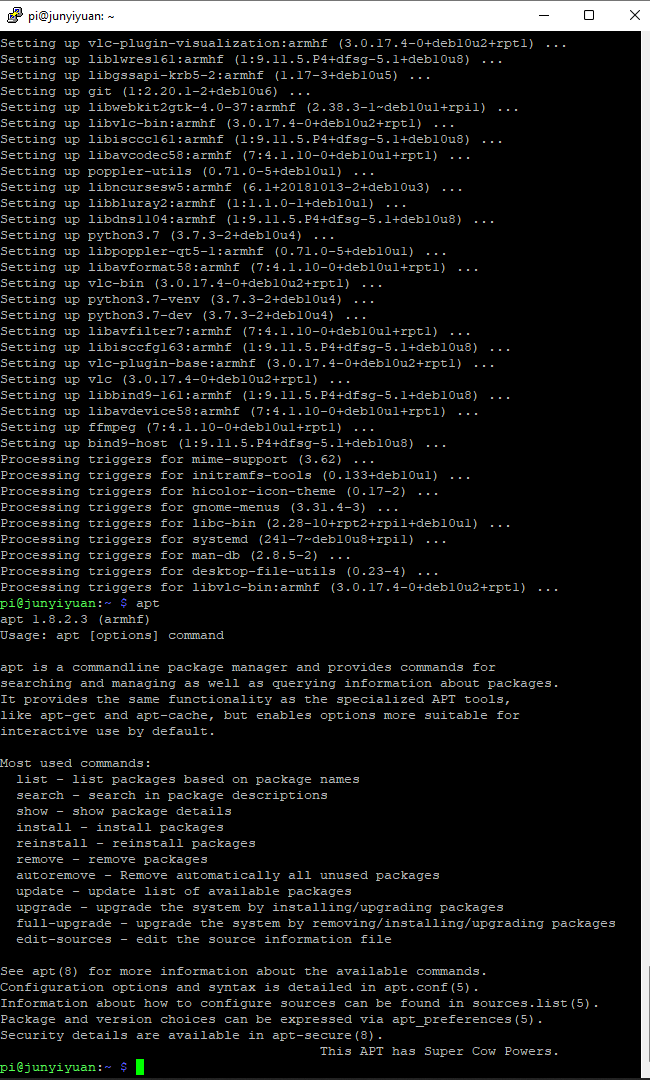 pi@junyiyuan: ~
Setting up vlc-plugin-visualization:armhf (3.0.17.4-0+deb10u2+rpt1) ...
Setting up liblwres161:armhf (1:9.11.5.P4+dfsg-5.1+deb10u8) ...
Setting up libgssapi-krb5-2:armhf (1.17-3+deb10u5) ...
Setting up git (1:2.20.1-2+deb10u6) ...
Setting up libwebkit2gtk-4.0-37:armhf (2.38.3-1~deb10u1+rpi1) ...
Setting up libvlc-bin:armhf (3.0.17.4-0+deb10u2+rpt1) ...
Setting up libisccc161:armhf (1:9.11.5.P4+dfsg-5.1+deb10u8) ...
Setting up libavcodec58:armhf (7:4.1.10-0+deb10u1+rpt1) ...
Setting up poppler-utils (0.71.0-5+deb10u1) ...
Setting up libncursesw5:armhf (6.1+20181013-2+deb10u3) ...
Setting up libbluray2:armhf (1:1.1.0-1+deb10u1) ...
Setting up libdns1104:armhf (1:9.11.5.P4+dfsg-5.1+deb10u8) ...
Setting up python3.7 (3.7.3-2+deb10u4) ...
Setting up libpoppler-qt5-1:armhf (0.71.0-5+deb10u1) ...
Setting up libavformat58:armhf (7:4.1.10-0+deb10u1+rpt1) ...
Setting up vlc-bin (3.0.17.4-0+deb10u2+rpt1) ...
Setting up python3.7-venv (3.7.3-2+deb10u4) ...
Setting up python3.7-dev (3.7.3-2+deb10u4) ...
Setting up libavfilter7:armhf (7:4.1.10-0+deb10u1+rpt1) ...
Setting up libisccfg163:armhf (1:9.11.5.P4+dfsg-5.1+deb10u8) ...
Setting up vlc-plugin-base:armhf (3.0.17.4-0+deb10u2+rpt1) ...
Setting up vlc (3.0.17.4-0+deb10u2+rpt1) ...
Setting up libbind9-161:armhf (1:9.11.5.P4+dfsg-5.1+deb10u8) ...
Setting up libavdevice58:armhf (7:4.1.10-0+deb10u1+rpt1) ...
Setting up ffmpeg (7:4.1.10-0+deb10u1+rpt1) ...
Setting up bind9-host (1:9.11.5.P4+dfsg-5.1+deb10u8) ...
Processing triggers for mime-support (3.62) ...
Processing triggers for initramfs-tools (0.133+deb10u1) ...
Processing triggers for hicolor-icon-theme (0.17-2) ...
Processing triggers for gnome-menus (3.31.4-3) ...
Processing triggers for libc-bin (2.28-10+rpt2+rpi1+deb10u1) ...
Processing triggers for systemd (241-7~deb10u8+rpi1) ...
Processing triggers for man-db (2.8.5-2) ...
Processing triggers for desktop-file-utils (0.23-4) ...
Processing triggers for libvlc-bin:armhf (3.0.17.4-0+deb10u2+rpt1) ...
pi@junyiyuan:~ $ apt
apt 1.8.2.3 (armhf)
Usage: apt [options] command
apt is a commandline package manager and provides commands for
searching and managing as well as querying information about packages.
It provides the same functionality as the specialized APT tools,
like apt-get and apt-cache, but enables options more suitable for
interactive use by default.
Most used commands:
list - list packages based on package names
search - search in package descriptions
show - show package details
install - install packages
reinstall - reinstall packages
remove - remove packages
autoremove - Remove automatically all unused packages
update - update list of available packages
upgrade - upgrade the system by installing/upgrading packages
full-upgrade - upgrade the system by removing/installing/upgrading packages
edit-sources - edit the source information file
See apt(8) for more information about the available commands.
Configuration options and syntax is detailed in apt.conf(5).
Information about how to configure sources can be found in sources.list(5).
Package and version choices can be expressed via apt_preferences(5).
Security details are available in apt-secure(8).
This APT has Super Cow Powers.
pi@junyiyuan:~ $